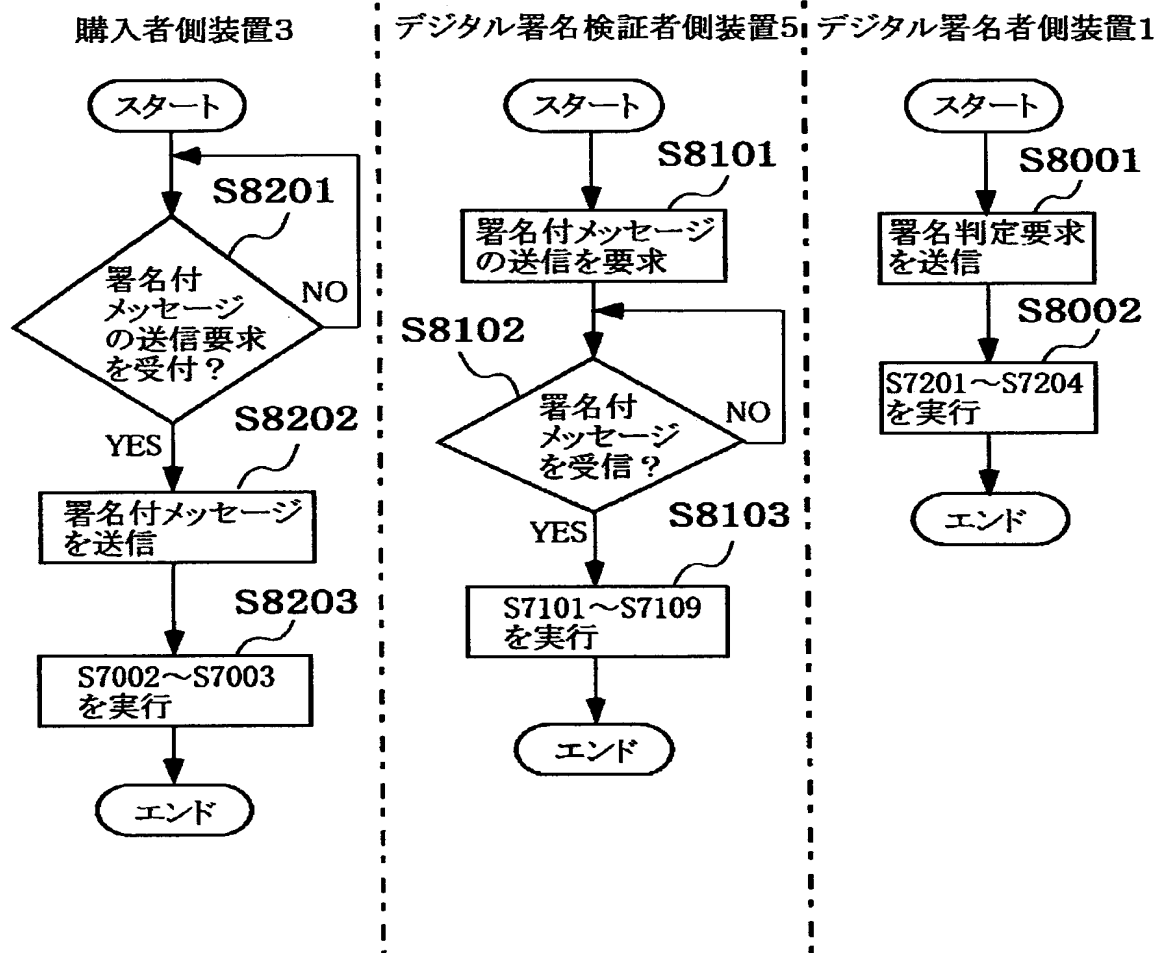 購入者側装置3
スタート
S8201
署名付
メッセージ
の送信要求
を受付?
NO
YES
S8202
署名付メッセージ
を送信
S8203
S7002～S7003
を実行
エンド
デジタル署名検証者側装置5
スタート
S8101
署名付メッセージ
の送信を要求
S8102
署名付
メッセージ
を受信?
NO
YES
S8103
S7101～S7109
を実行
エンド
デジタル署名者側装置1
スタート
S8001
署名判定要求
を送信
S8002
S7201～S7204
を実行
エンド